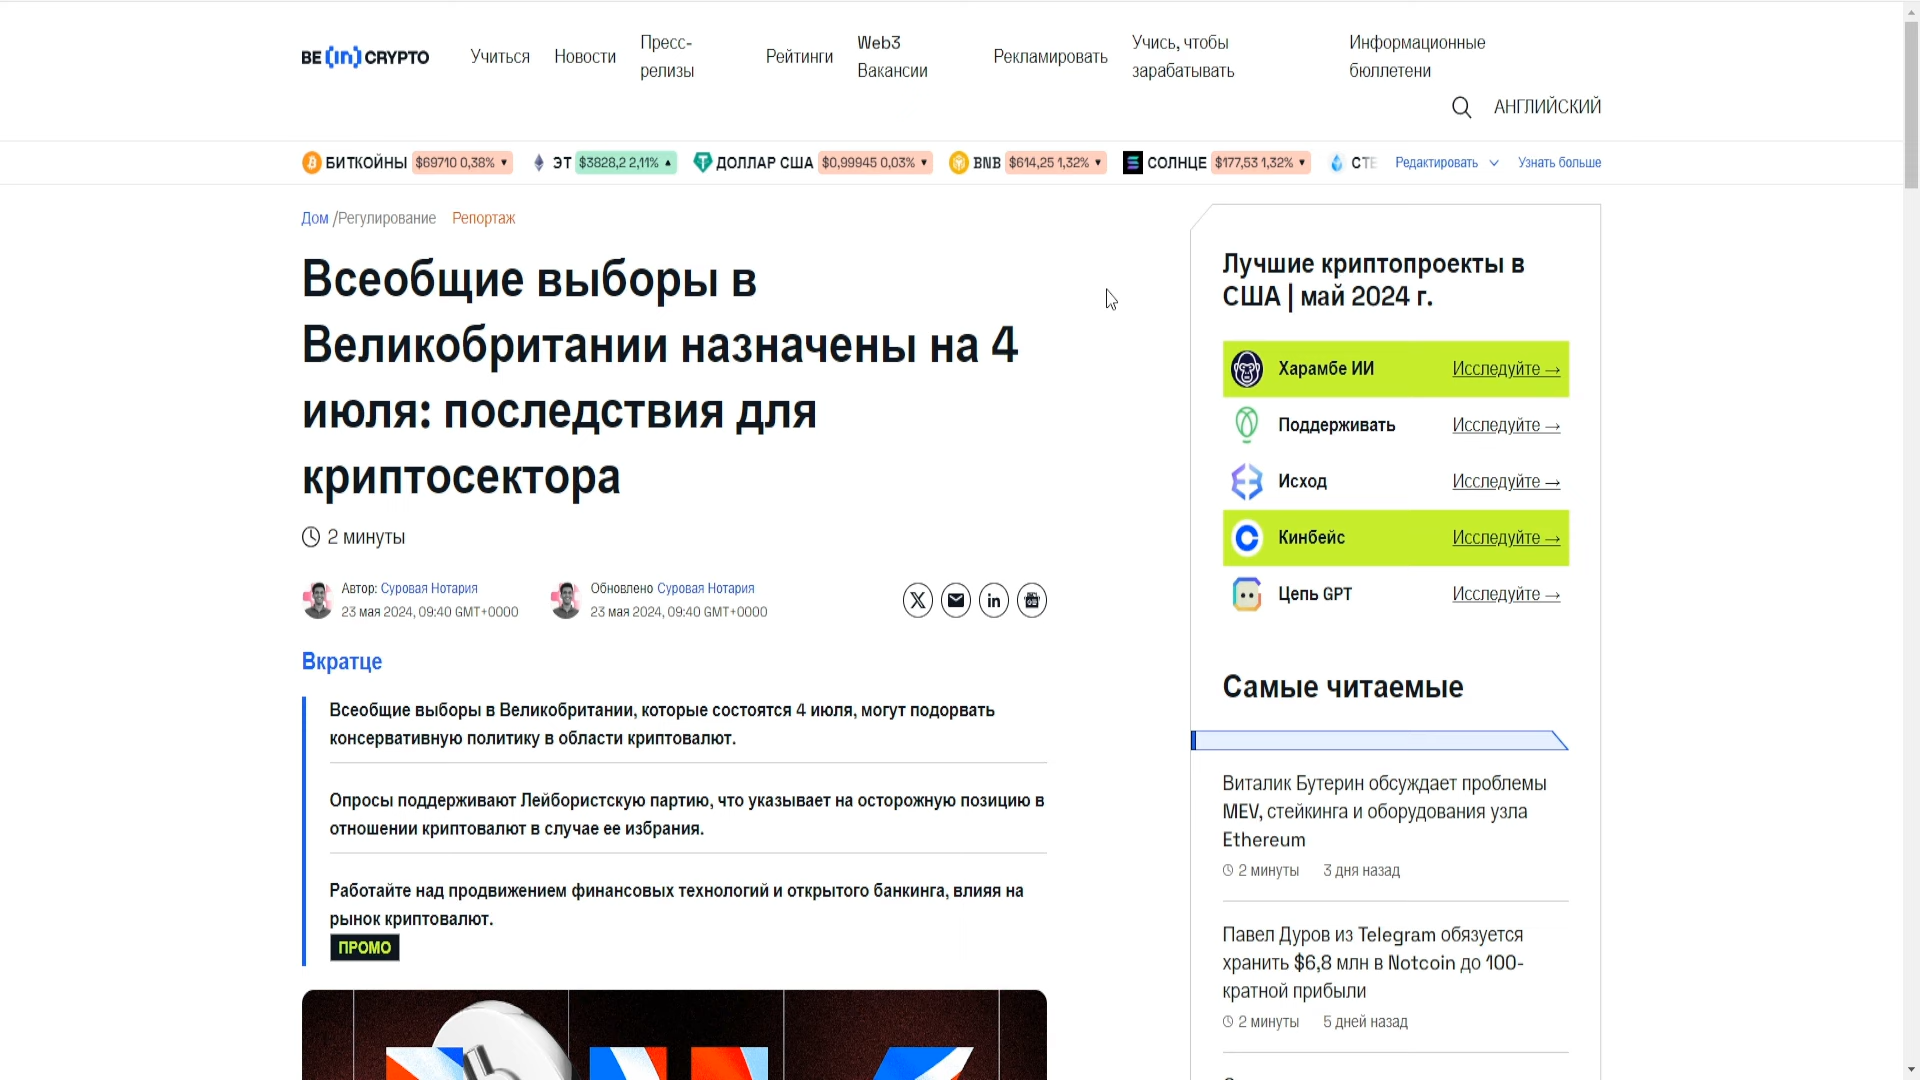 BE[in]CRYPTO
Учиться
Новости
Пресс-
релизы
Рейтинги
Web3
Вакансии
Рекламировать
Учись, чтобы
зарабатывать
Информационные
бюллетени
АНГЛИЙСКИЙ
БИТКОЙНЫ $69710 0,38% ▼
ЭТ $3828,2 2,11% ▲
ДОЛЛАР США $0,99945 0,03% ▼
BNB $614,25 1,32% ▼
СОЛНЦЕ $177,53 1,32% ▼
СТЕ
Редактировать
Узнать больше
Дом /Регулирование Репортаж
Всеобщие выборы в
Великобритании назначены на 4
июля: последствия для
криптосектора
2 минуты
Автор: Суровая Нотария
23 мая 2024, 09:40 GMT+0000
Обновлено Суровая Нотария
23 мая 2024, 09:40 GMT+0000
Вкратце
Всеобщие выборы в Великобритании, которые состоятся 4 июля, могут подорвать
консервативную политику в области криптовалют.
Опросы поддерживают Лейбористскую партию, что указывает на осторожную позицию в
отношении криптовалют в случае ее избрания.
Работайте над продвижением финансовых технологий и открытого банкинга, влияя на
рынок криптовалют.
ПРОМО
Лучшие криптопроекты в
США | май 2024 г.
Харамбе ИИ Исследуйте →
Поддерживать Исследуйте →
Исход Исследуйте →
Кинбейс Исследуйте →
Цепь GPT Исследуйте →
Самые читаемые
Виталик Бутерин обсуждает проблемы
MEV, стейкинга и оборудования узла
Ethereum
2 минуты 3 дня назад
Павел Дуров из Telegram обязуется
хранить $6,8 млн в Notcoin до 100-
кратной прибыли
2 минуты 5 дней назад